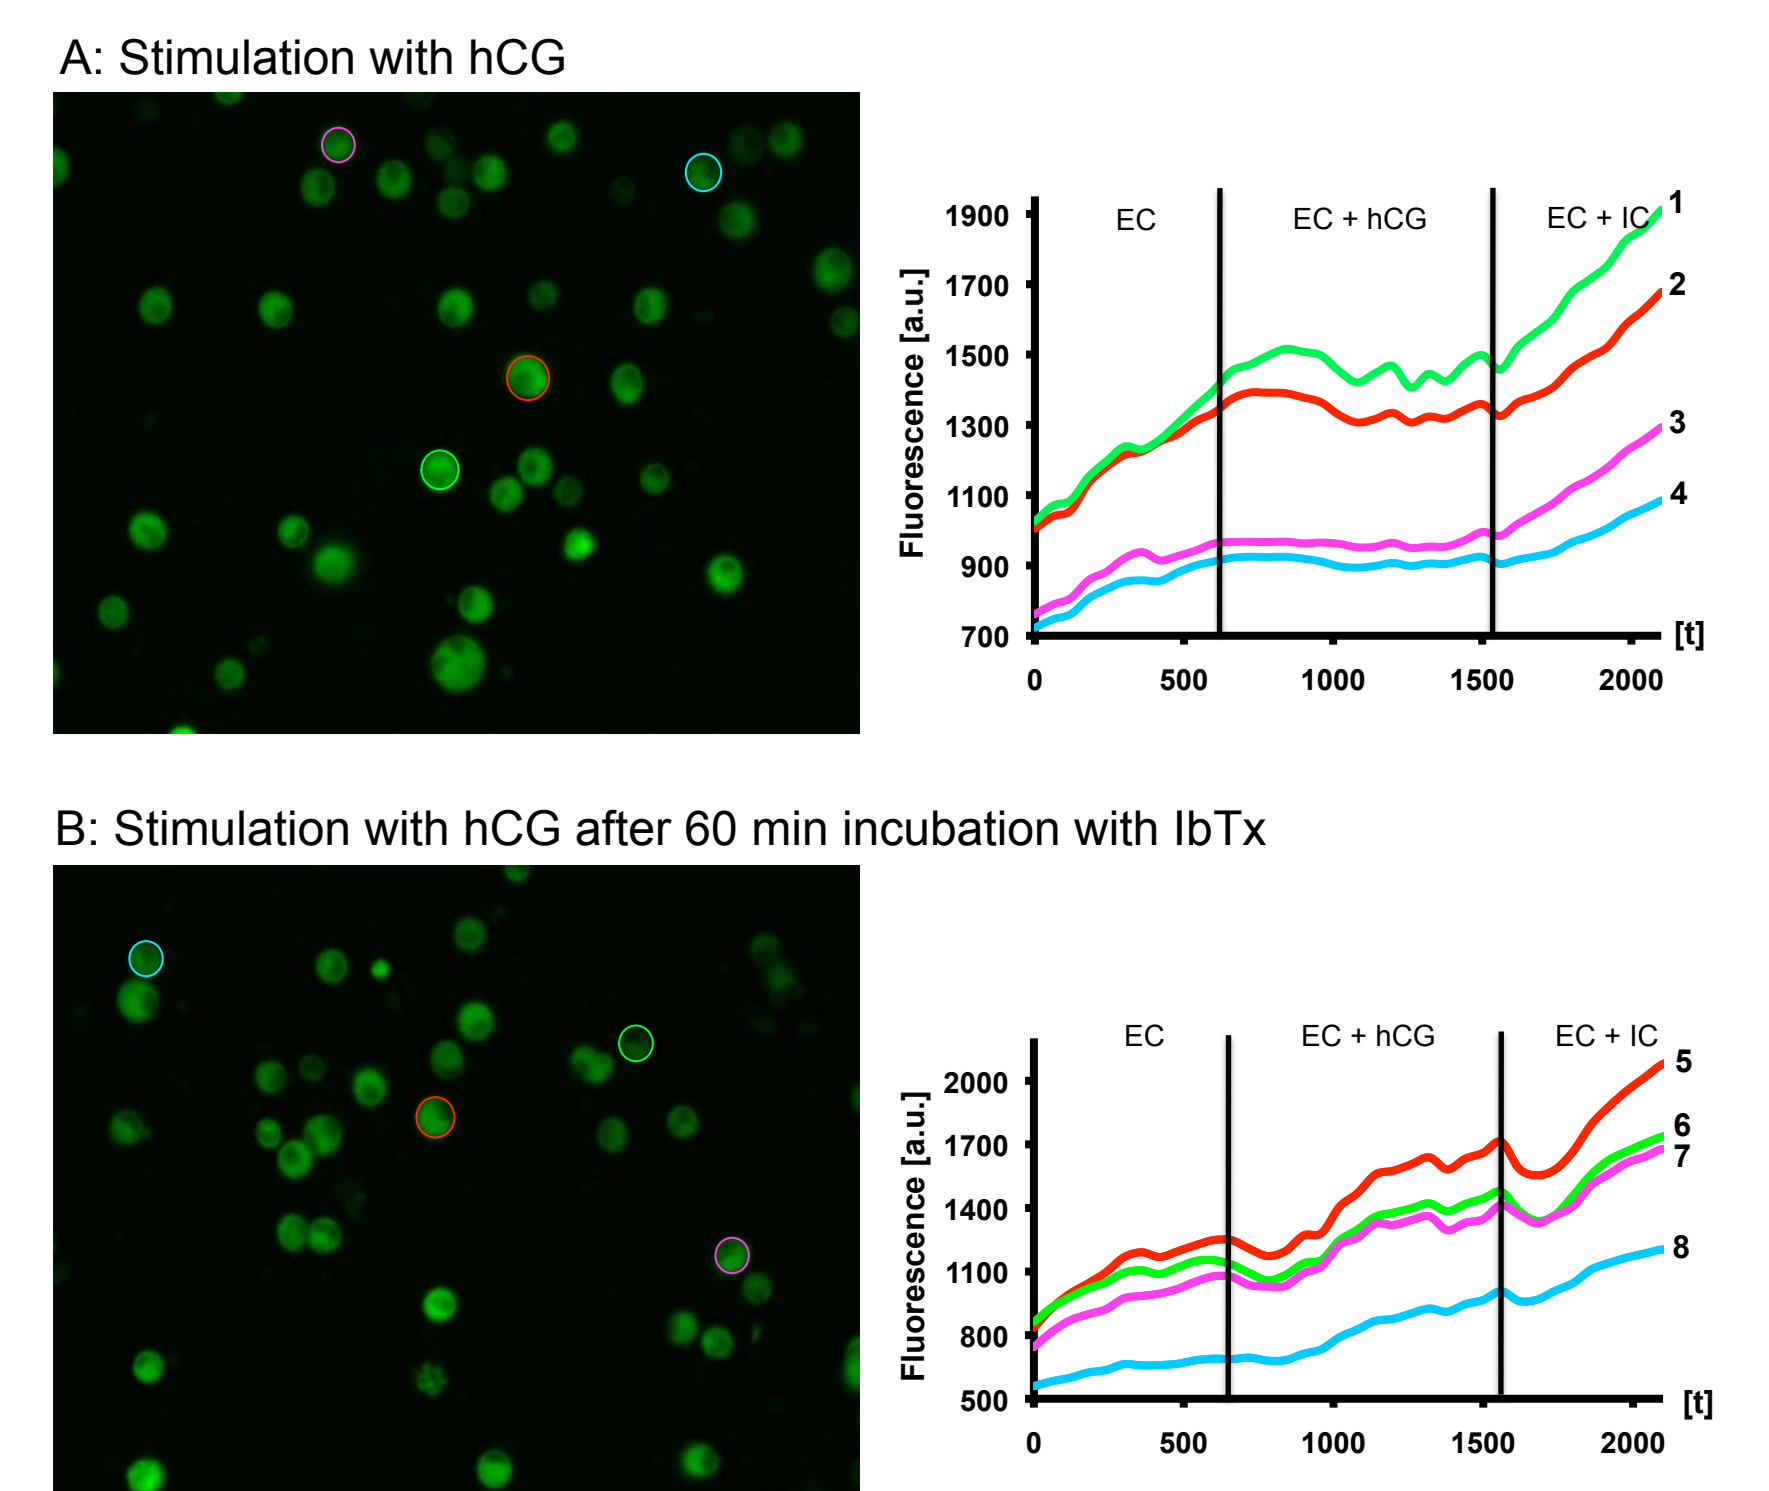 A: Stimulation with hCG
EC
EC + hCG
EC + IC
1
2
3
4
Fluorescence [a.u.]
1900
1700
1500
1300
1100
900
700
[t]
0 500 1000 1500 2000
B: Stimulation with hCG after 60 min incubation with IbTx
EC
EC + hCG
EC + IC
5
6
7
8
Fluorescence [a.u.]
2000
1700
1400
1100
800
500
[t]
0 500 1000 1500 2000